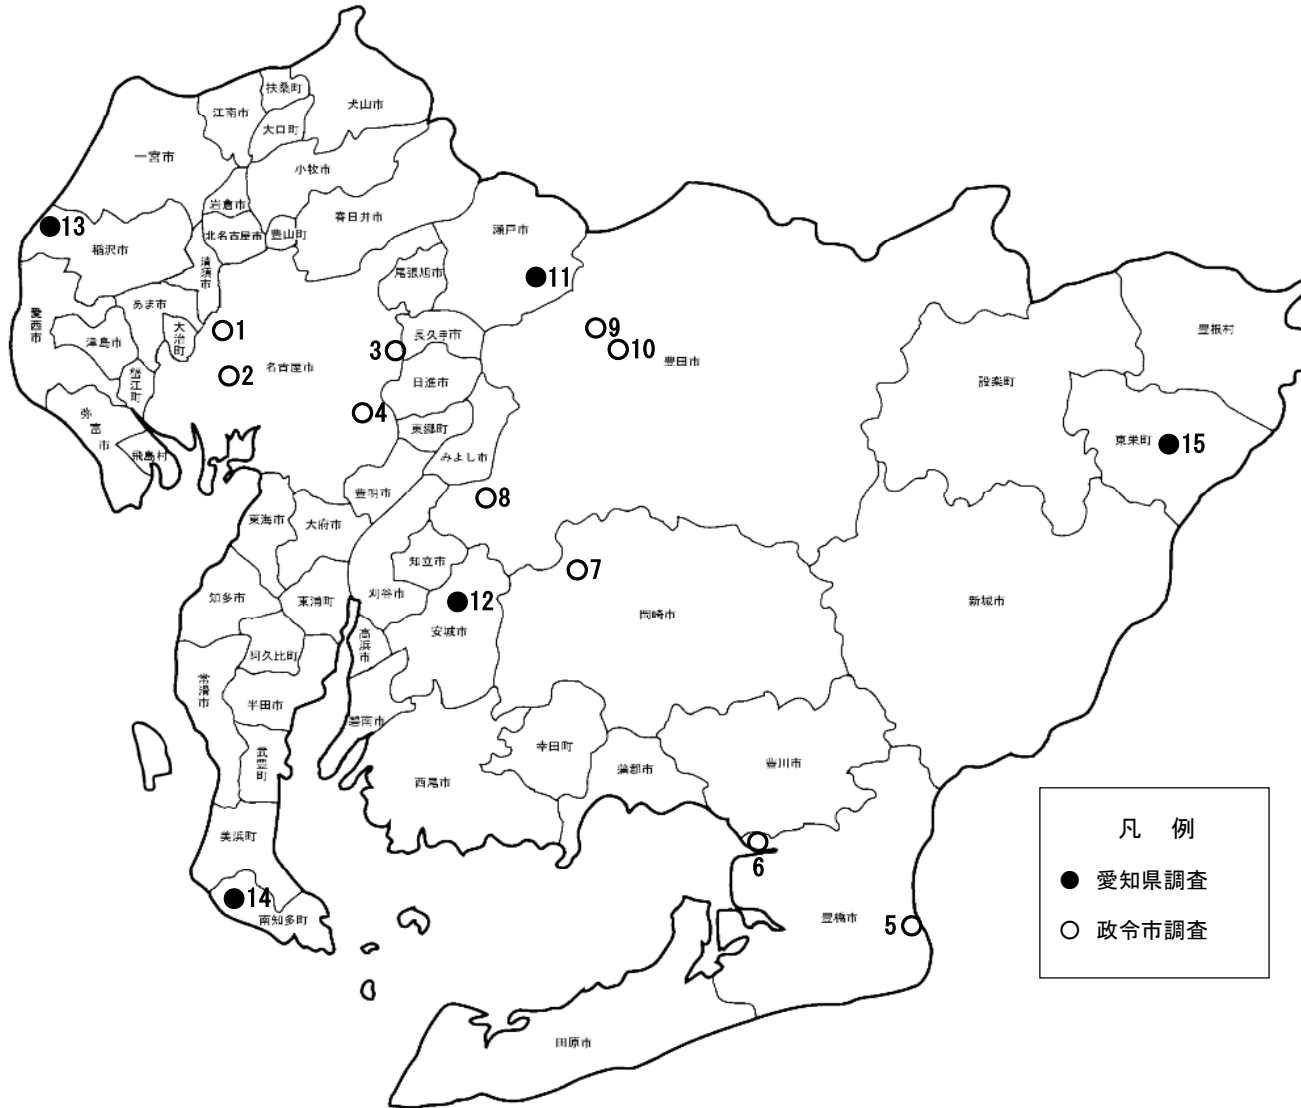 扶桑町
犬山市
江南市
大口町
一宮市
小牧市
岩倉市
春日井市
北名古屋市
豊山町
瀬戸市
13
稲沢市
清須市
尾張旭市
11
あま市
愛西市
大治町
1
津島市
3
長久手市
9
10
豊田市
豊根村
名古屋市
2
蟹江町
日進市
設楽町
弥富市
4
東郷町
飛島村
みよし市
東栄町
15
豊明市
8
東海市
大府市
知立市
7
知多市
東浦町
刈谷市
12
安城市
岡崎市
新城市
高浜市
阿久比町
常滑市
半田市
碧南市
武豊町
西尾市
幸田町
蒲郡市
豊川市
美浜町
6
14
南知多町
豊橋市
5
田原市
凡 例
愛知県調査
政令市調査